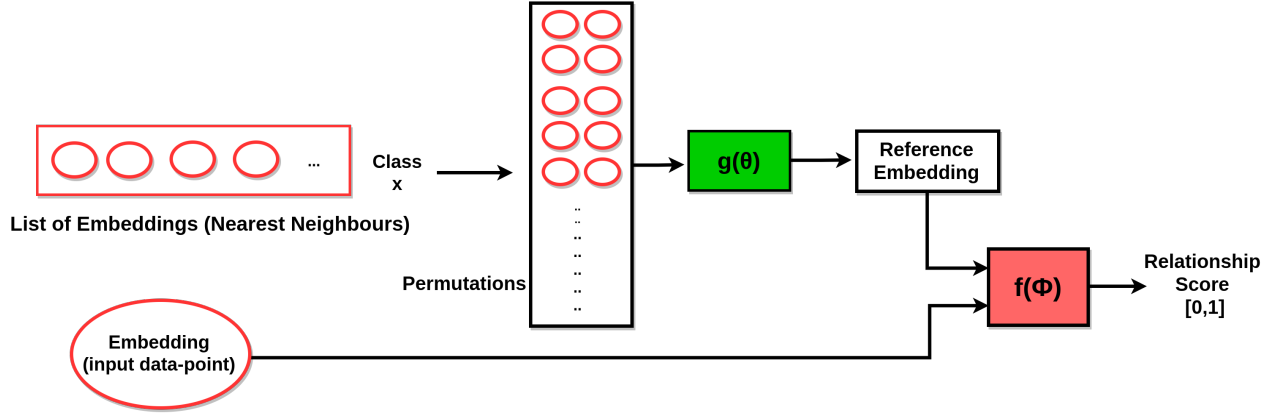 ...
Class
x
List of Embeddings (Nearest Neighbours)
Permutations
..
..
..
..
..
..
..
g(θ)
Reference
Embedding
Embedding
(input data-point)
f(Φ)
Relationship
Score
[0,1]